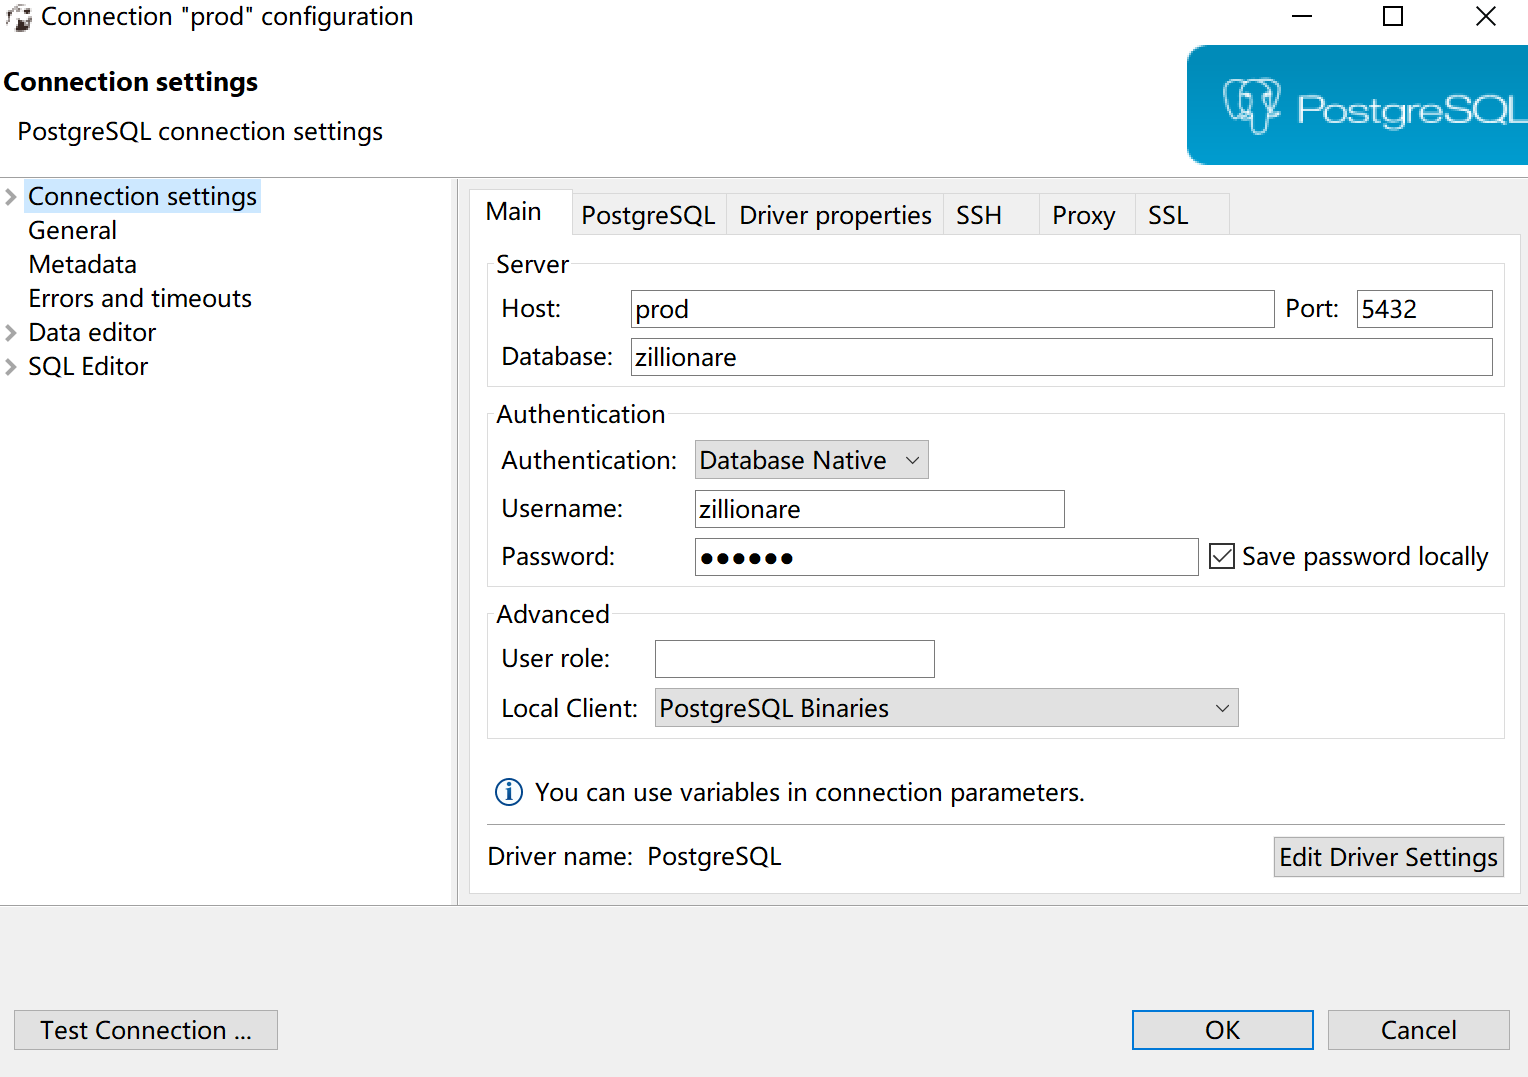 Connection "prod" configuration
Connection settings
PostgreSQL connection settings
PostgreSQL
Connection settings
General
Metadata
Errors and timeouts
Data editor
SQL Editor
Main PostgreSQL Driver properties SSH Proxy SSL
Server
Host: prod Port: 5432
Database: zillionare
Authentication
Authentication: Database Native
Username: zillionare
Password: ●●●●●● Save password locally
Advanced
User role:
Local Client: PostgreSQL Binaries
You can use variables in connection parameters.
Driver name: PostgreSQL Edit Driver Settings
Test Connection ... OK Cancel